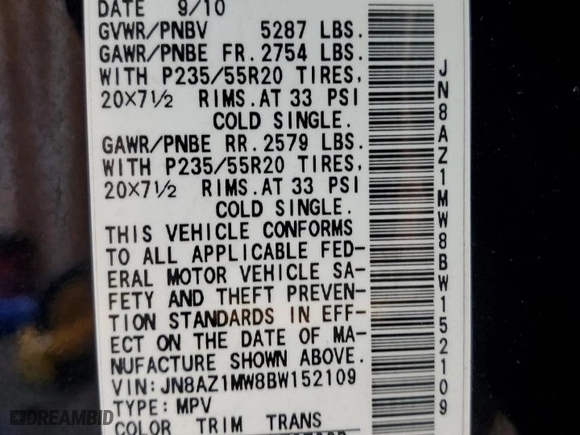 DATE 9/10
GVWR/PNBV 5287 LBS.
GAWR/PNBE FR. 2754 LBS.
WITH P235/55R20 TIRES,
20×7½ RIMS. AT 33 PSI
COLD SINGLE.
GAWR/PNBE RR. 2579 LBS.
WITH P235/55R20 TIRES,
20×7½ RIMS. AT 33 PSI
COLD SINGLE.
THIS VEHICLE CONFORMS
TO ALL APPLICABLE FED-
ERAL MOTOR VEHICLE SA-
FETY AND THEFT PREVEN-
TION STANDARDS IN EFF-
ECT ON THE DATE OF MA-
NUFACTURE SHOWN ABOVE.
VIN: JN8AZ1MW8BW152109
TYPE: MPV
COLOR TRIM TRANS
JN8AZ1MW8BW152109
DREAMBID